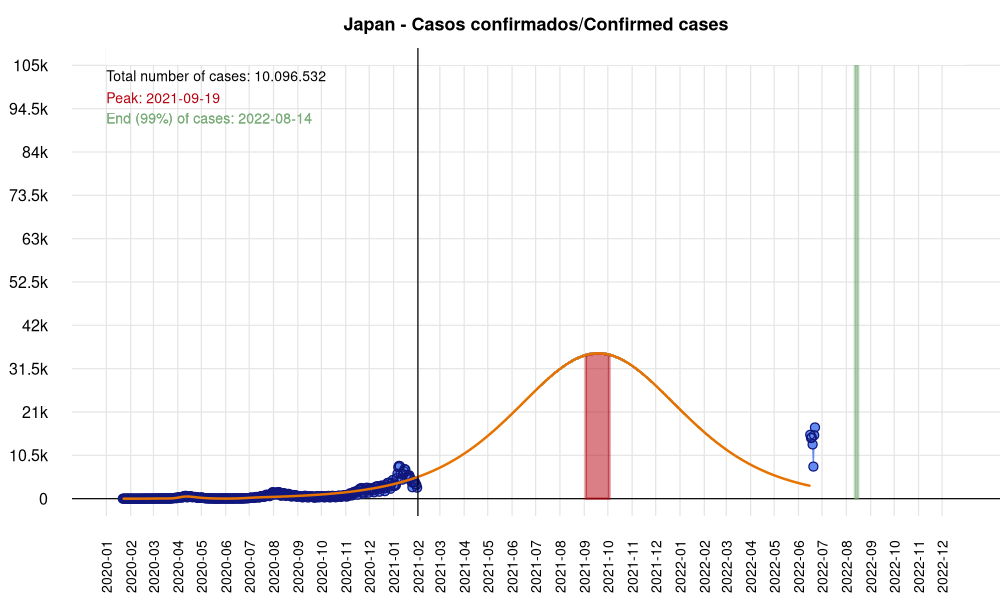 Japan - Casos confirmados/Confirmed cases
Total number of cases: 10.096.532
Peak: 2021-09-19
End (99%) of cases: 2022-08-14
105k
94.5k
84k
73.5k
63k
52.5k
42k
31.5k
21k
10.5k
0
2020-01
2020-02
2020-03
2020-04
2020-05
2020-06
2020-07
2020-08
2020-09
2020-10
2020-11
2020-12
2021-01
2021-02
2021-03
2021-04
2021-05
2021-06
2021-07
2021-08
2021-09
2021-10
2021-11
2021-12
2022-01
2022-02
2022-03
2022-04
2022-05
2022-06
2022-07
2022-08
2022-09
2022-10
2022-11
2022-12